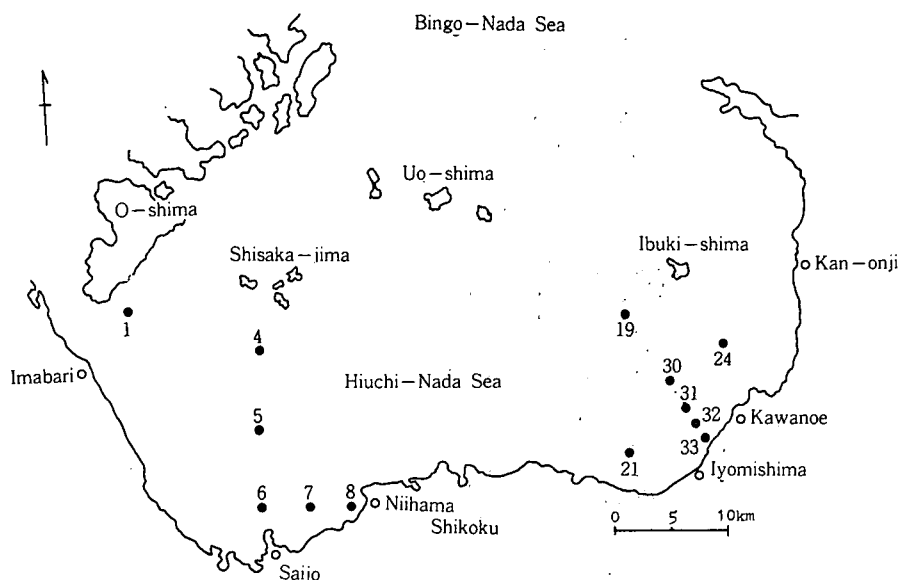 Bingo-Nada Sea
Uo-shima
O-shima
Shisaka-jima
Ibuki-shima
Kan-onji
1
4
19
24
Imabari
Hiuchi-Nada Sea
30
31
32
33
Kawanoe
5
21
Iyomishima
6
7
8
Niihama
Shikoku
0 5 10km
Saijo